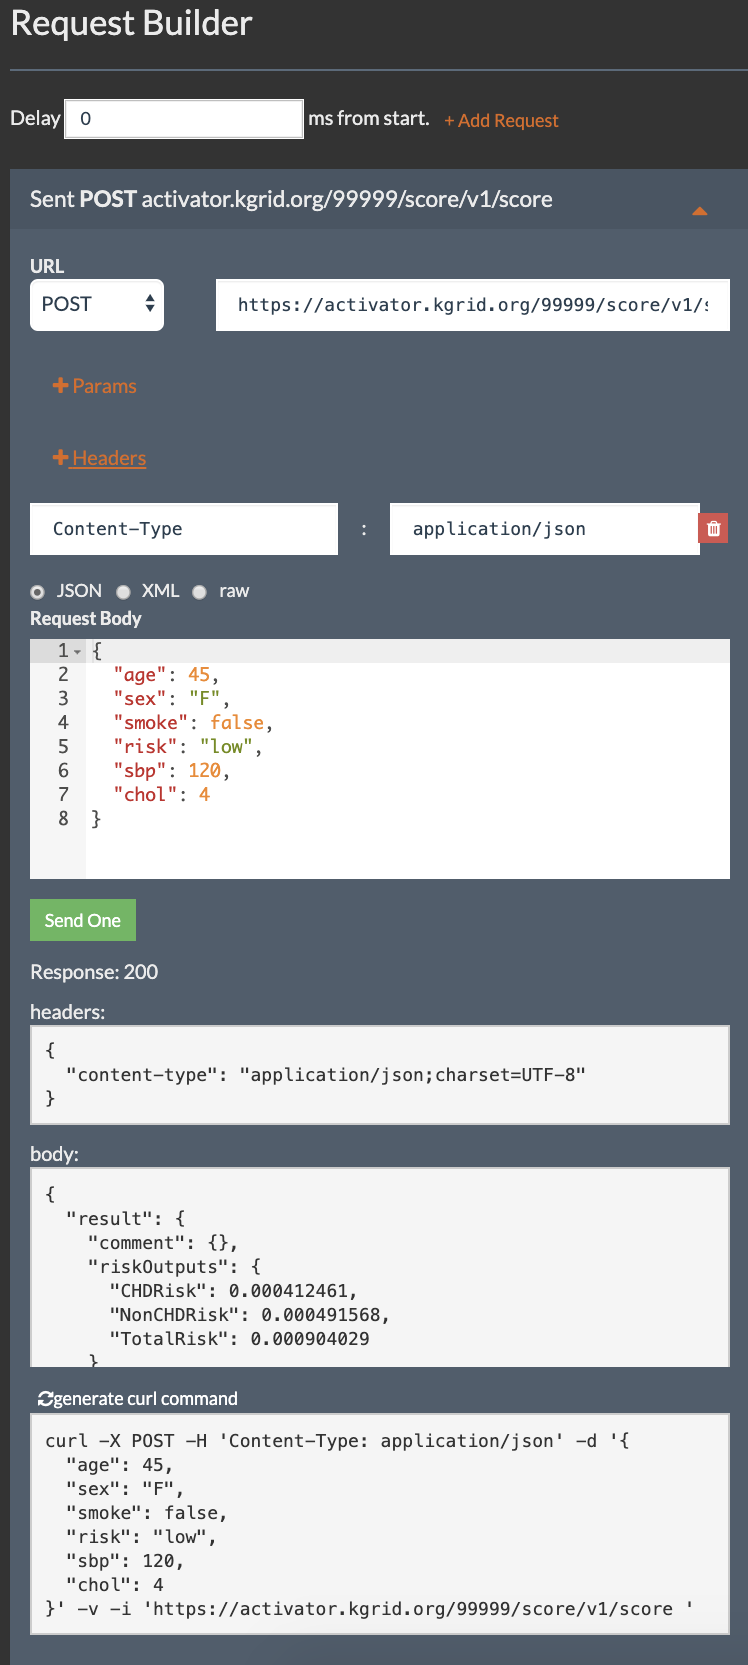 Request Builder
Delay 0 ms from start. + Add Request
Sent POST activator.kgrid.org/99999/score/v1/score
URL
POST https://activator.kgrid.org/99999/score/v1/s
+ Params
+ Headers
Content-Type : application/json
JSON XML raw
Request Body
1 {
2 "age": 45,
3 "sex": "F",
4 "smoke": false,
5 "risk": "low",
6 "sbp": 120,
7 "chol": 4
8 }
Send One
Response: 200
headers:
{
"content-type": "application/json;charset=UTF-8"
}
body:
{
"result": {
"comment": {},
"riskOutputs": {
"CHDRisk": 0.000412461,
"NonCHDRisk": 0.000491568,
"TotalRisk": 0.000904029
}
generate curl command
curl -X POST -H 'Content-Type: application/json' -d '{
"age": 45,
"sex": "F",
"smoke": false,
"risk": "low",
"sbp": 120,
"chol": 4
}' -v -i 'https://activator.kgrid.org/99999/score/v1/score '